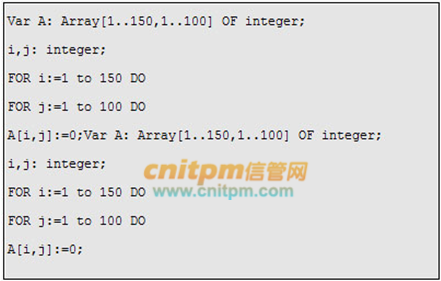 Var A: Array[1..150,1..100] OF integer;
i,j: integer;
FOR i:=1 to 150 DO
FOR j:=1 to 100 DO
A[i,j]:=0;Var A: Array[1..150,1..100] OF integer;
i,j: integer;
cnitpm信管网
FOR i:=1 to 150 DO
www.cnitpm.com
FOR j:=1 to 100 DO
A[i,j]:=0;